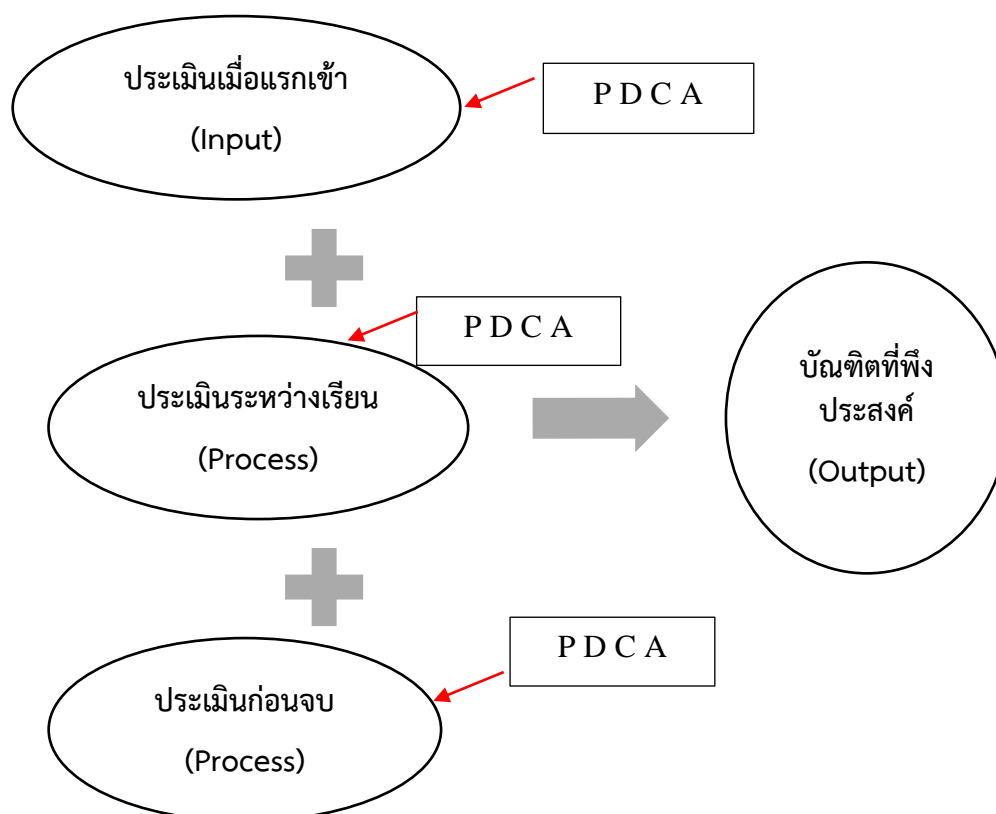 ประเมินเมื่อแรกเข้า
(Input)
P D C A
P D C A
ประเมินระหว่างเรียน
(Process)
บัณฑิตที่พึง
ประสงค์
(Output)
P D C A
ประเมินก่อนจบ
(Process)